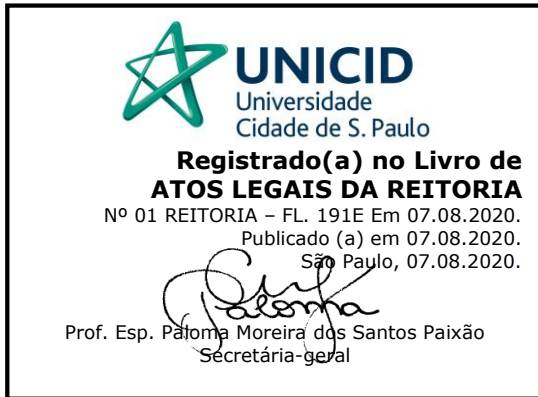 UNICID
Universidade
Cidade de S. Paulo
Registrado(a) no Livro de
ATOS LEGAIS DA REITORIA
Nº 01 REITORIA – FL. 191E Em 07.08.2020.
Publicado (a) em 07.08.2020.
São Paulo, 07.08.2020.
Paloma
Prof. Esp. Paloma Moreira dos Santos Paixão
Secretária-geral